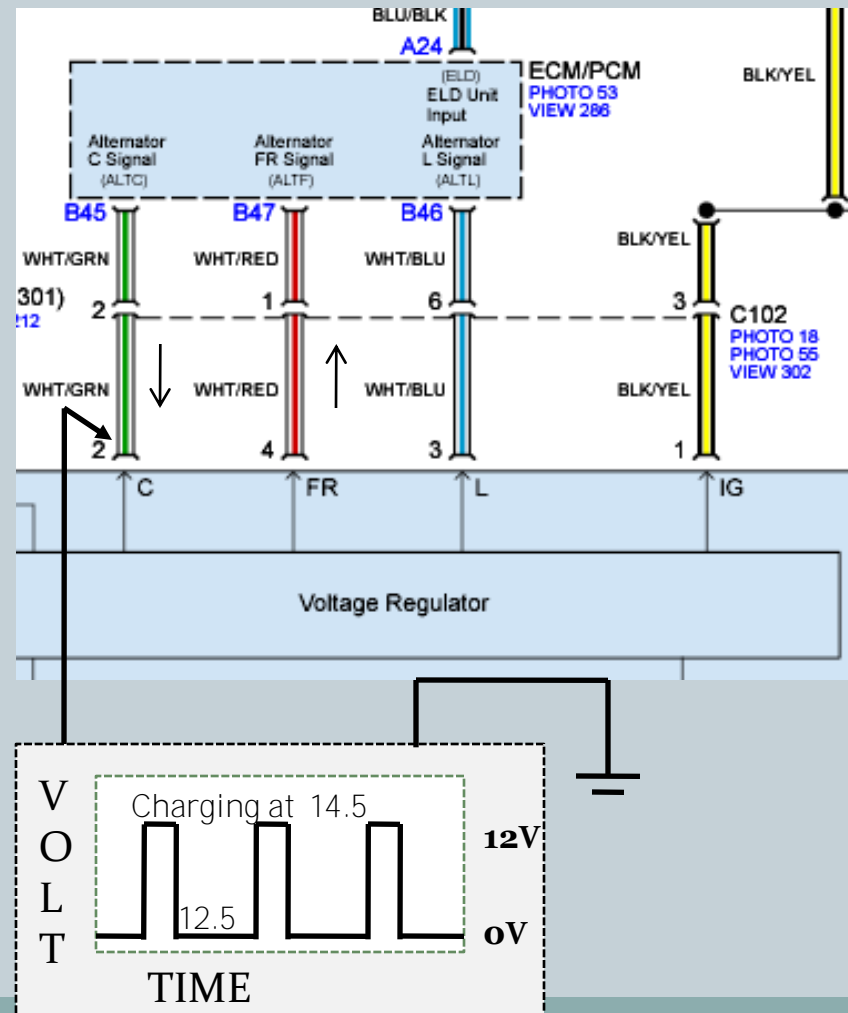 BLU/BLK
A24
(ELD)
ELD Unit
Input
ECM/PCM
PHOTO 53
VIEW 286
BLK/YEL
Alternator
C Signal
(ALTC)
Alternator
FR Signal
(ALTF)
Alternator
L Signal
(ALTL)
B45
B47
B46
BLK/YEL
WHT/GRN
WHT/RED
WHT/BLU
301)
212
2
1
6
3
C102
PHOTO 18
PHOTO 55
VIEW 302
WHT/GRN
WHT/RED
WHT/BLU
BLK/YEL
2
4
3
1
C
FR
L
IG
Voltage Regulator
VOLT
Charging at 14.5
12V
12.5
0V
TIME